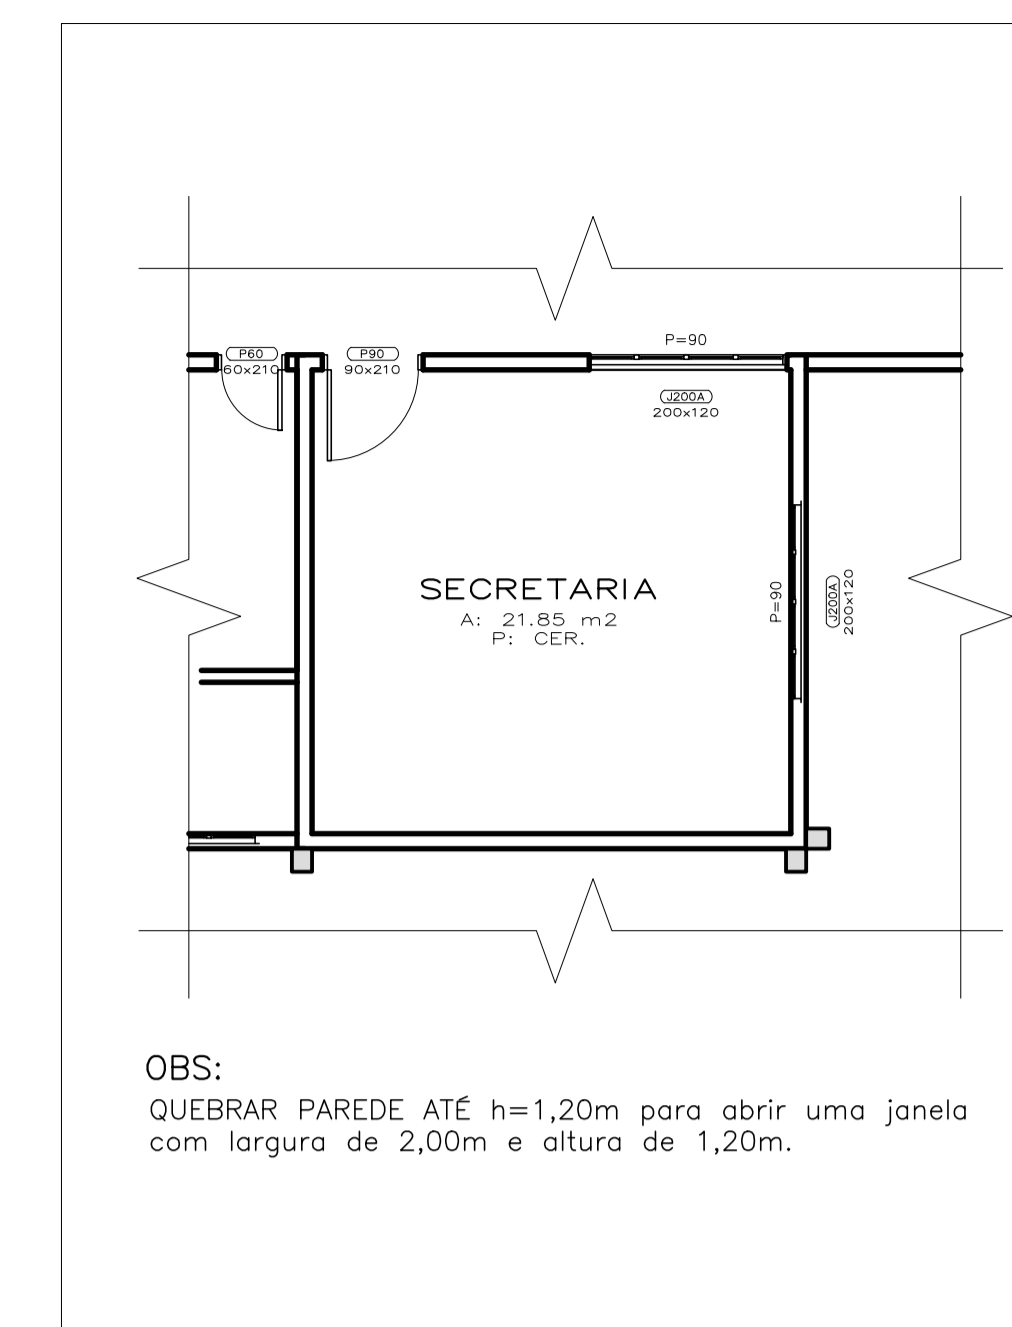 P=90
P60
60x210
P90
90x210
J200A
200x120
SECRETARIA
A: 21.85 m2
P: CER.
P=90
J200A
200x120
OBS:
QUEBRAR PAREDE ATÉ h=1,20m para abrir uma janela
com largura de 2,00m e altura de 1,20m.